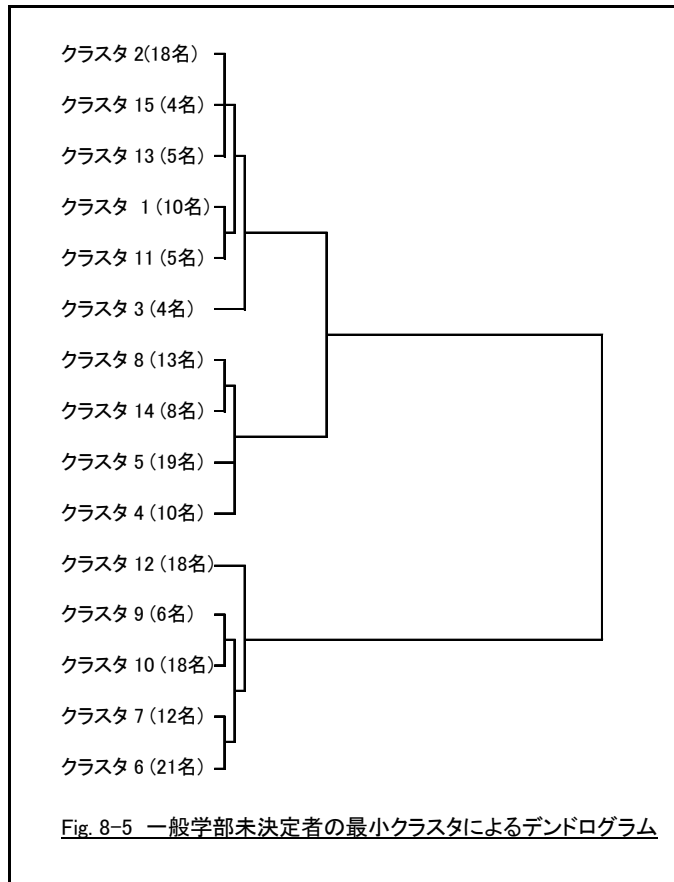 クラスタ 2(18名)
クラスタ 15 (4名)
クラスタ 13 (5名)
クラスタ 1 (10名)
クラスタ 11 (5名)
クラスタ 3 (4名)
クラスタ 8 (13名)
クラスタ 14 (8名)
クラスタ 5 (19名)
クラスタ 4 (10名)
クラスタ 12 (18名)
クラスタ 9 (6名)
クラスタ 10 (18名)
クラスタ 7 (12名)
クラスタ 6 (21名)
Fig. 8-5 一般学部未決定者の最小クラスタによるデンドログラム